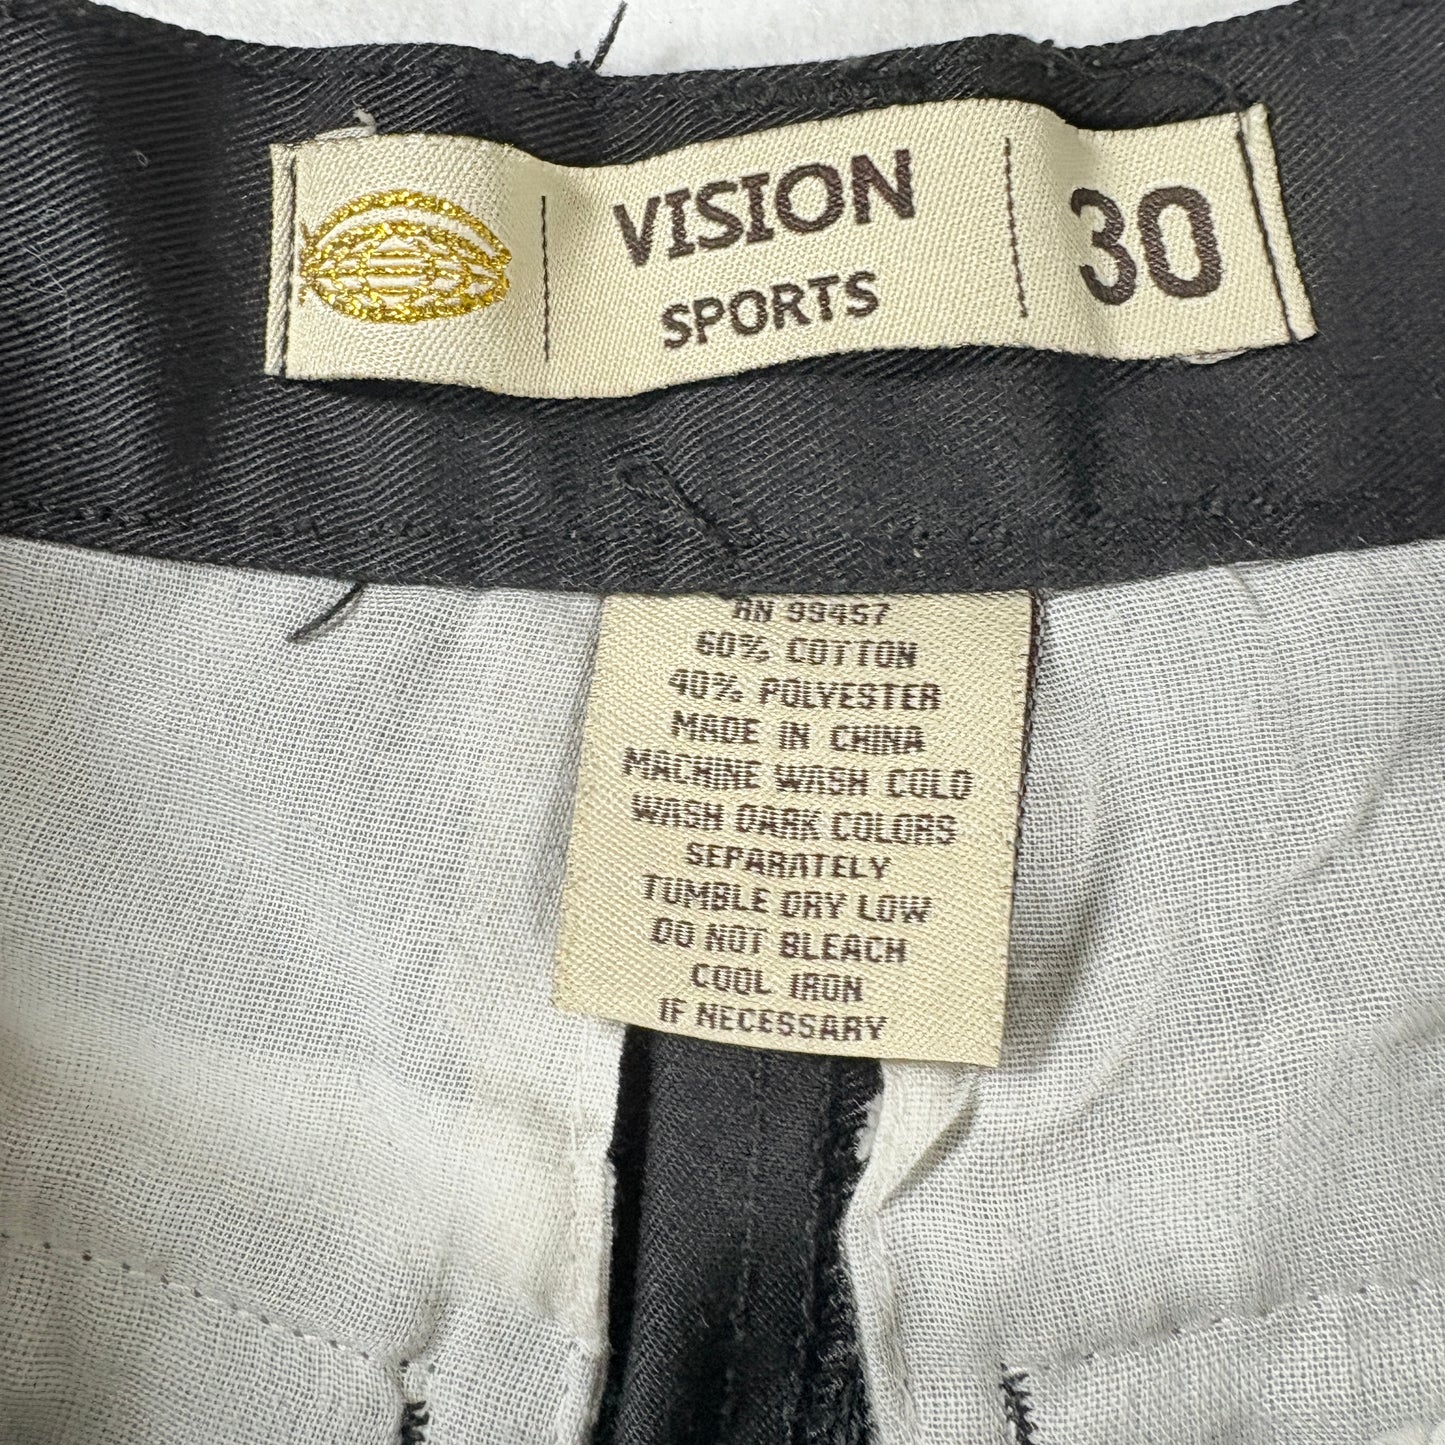 VISION
SPORTS
30
RN 99457
60% COTTON
40% POLYESTER
MADE IN CHINA
MACHINE WASH COLD
WASH DARK COLORS
SEPARATELY
TUMBLE DRY LOW
DO NOT BLEACH
COOL IRON
IF NECESSARY